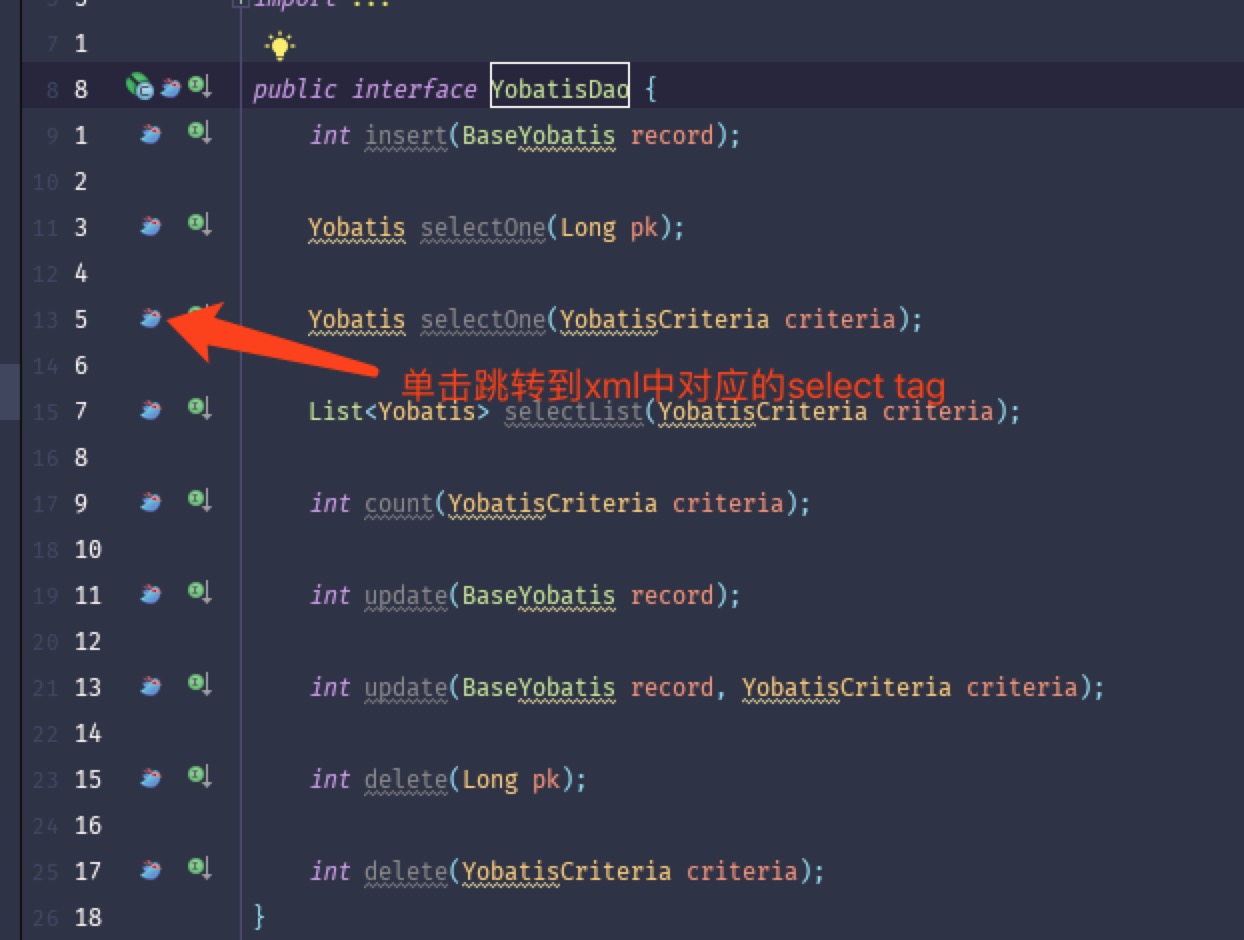 import ...
7 1
8 8 public interface YobatisDao {
9 1 int insert(BaseYobatis record);
10 2
11 3 Yobatis selectOne(Long pk);
12 4
13 5 Yobatis selectOne(YobatisCriteria criteria);
14 6
单击跳转到xml中对应的select tag
15 7 List<Yobatis> selectList(YobatisCriteria criteria);
16 8
17 9 int count(YobatisCriteria criteria);
18 10
19 11 int update(BaseYobatis record);
20 12
21 13 int update(BaseYobatis record, YobatisCriteria criteria);
22 14
23 15 int delete(Long pk);
24 16
25 17 int delete(YobatisCriteria criteria);
26 18 }